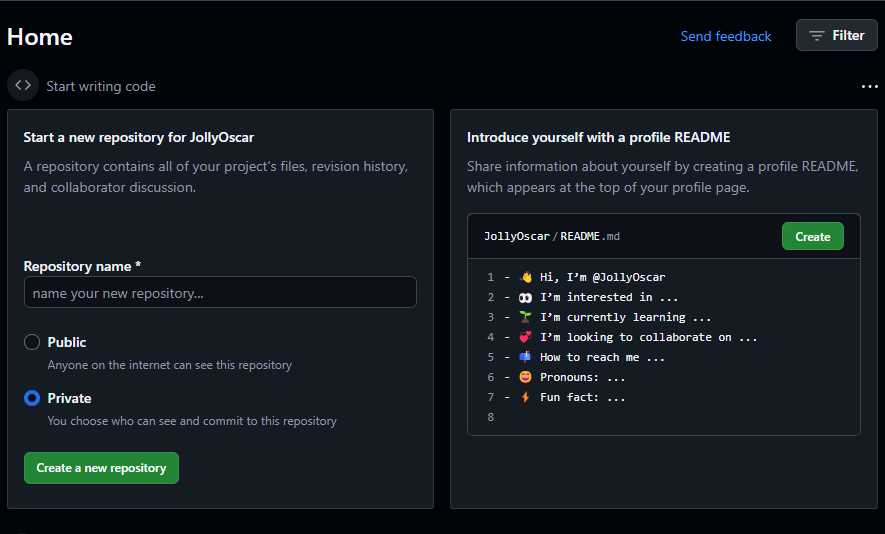 Home
Send feedback
Filter
Start writing code
Start a new repository for JollyOscar
A repository contains all of your project's files, revision history,
and collaborator discussion.
Repository name *
name your new repository...
Public
Anyone on the internet can see this repository
Private
You choose who can see and commit to this repository
Create a new repository
Introduce yourself with a profile README
Share information about yourself by creating a profile README,
which appears at the top of your profile page.
JollyOscar/README.md
Create
1 - 👋 Hi, I’m @JollyOscar
2 - 👀 I’m interested in ...
3 - 🌱 I’m currently learning ...
4 - 💞️ I’m looking to collaborate on ...
5 - 📫 How to reach me ...
6 - 😄 Pronouns: ...
7 - ⚡ Fun fact: ...
8